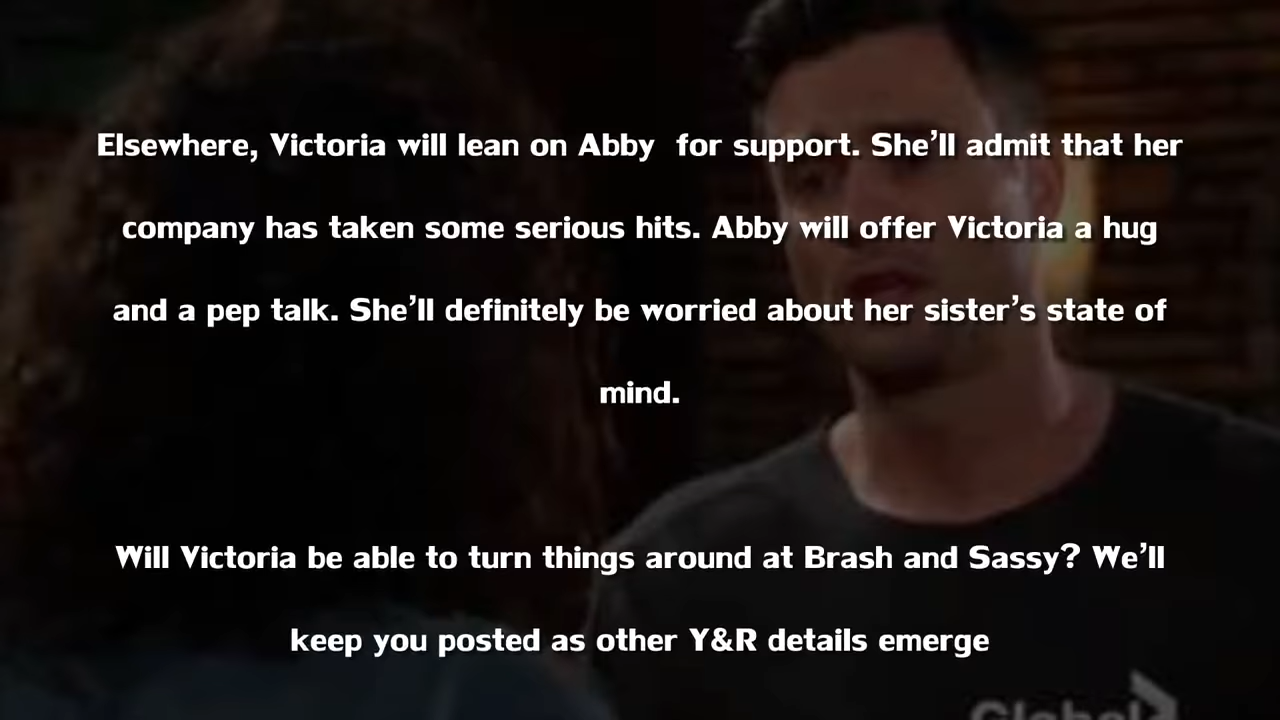 Elsewhere, Victoria will lean on Abby  for support. She’ll admit that her
company has taken some serious hits. Abby will offer Victoria a hug
and a pep talk. She’ll definitely be worried about her sister’s state of
mind.
Will Victoria be able to turn things around at Brash and Sassy? We’ll
keep you posted as other Y&R details emerge
Global